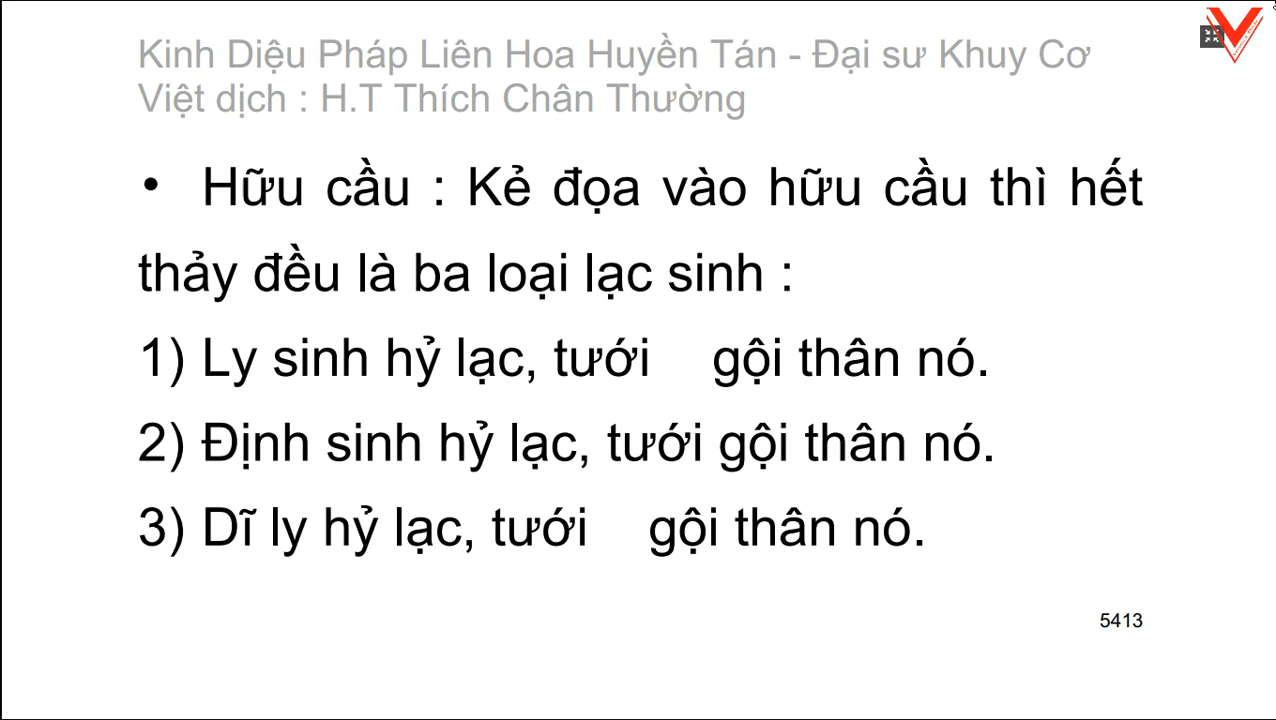 Kinh Diệu Pháp Liên Hoa Huyền Tán - Đại sư Khuy Cơ
Việt dịch : H.T Thích Chân Thường
• Hữu cầu : Kẻ đọa vào hữu cầu thì hết
thảy đều là ba loại lạc sinh :
1) Ly sinh hỷ lạc, tưới gội thân nó.
2) Định sinh hỷ lạc, tưới gội thân nó.
3) Dĩ ly hỷ lạc, tưới gội thân nó.
5413